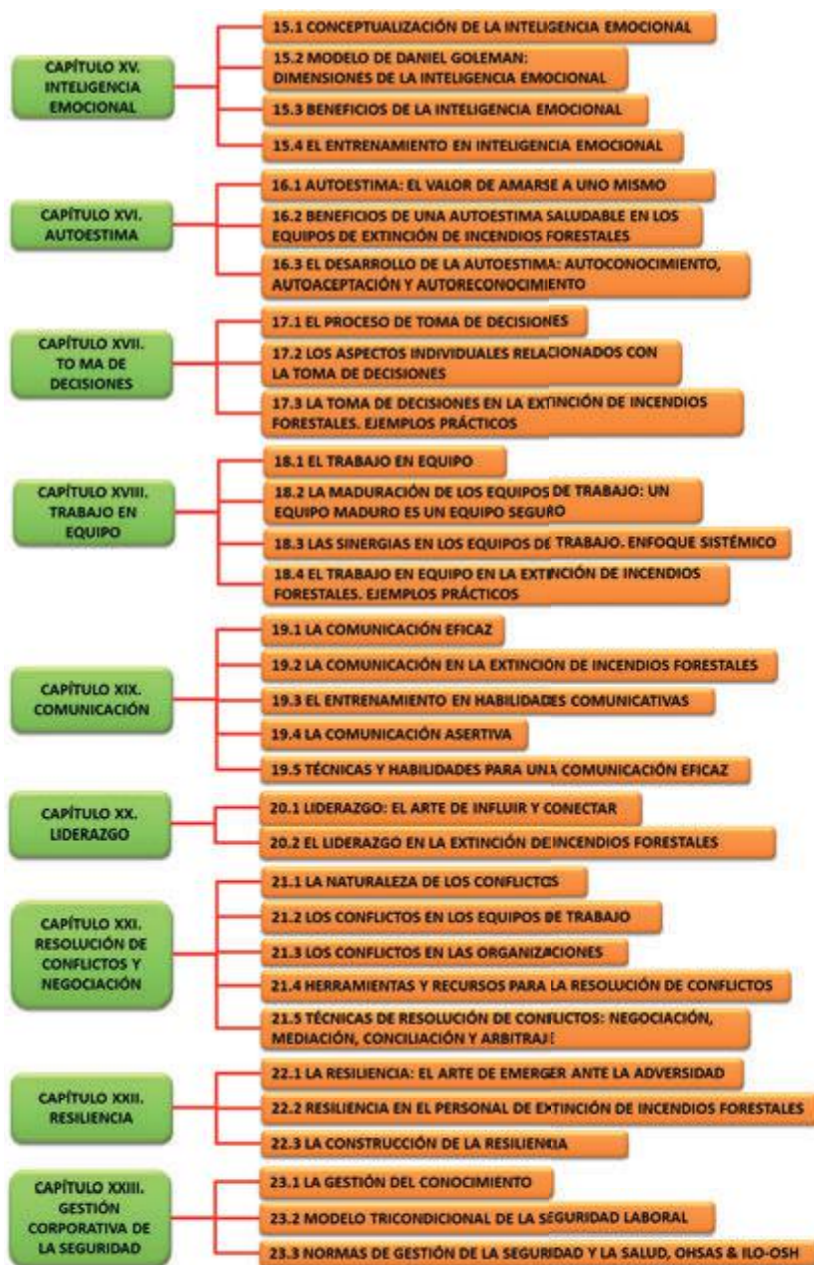 CAPÍTULO XV.
INTELIGENCIA
EMOCIONAL
15.1 CONCEPTUALIZACIÓN DE LA INTELIGENCIA EMOCIONAL
15.2 MODELO DE DANIEL GOLEMAN:
DIMENSIONES DE LA INTELIGENCIA EMOCIONAL
15.3 BENEFICIOS DE LA INTELIGENCIA EMOCIONAL
15.4 EL ENTRENAMIENTO EN INTELIGENCIA EMOCIONAL
CAPÍTULO XVI.
AUTOESTIMA
16.1 AUTOESTIMA: EL VALOR DE AMARSE A UNO MISMO
16.2 BENEFICIOS DE UNA AUTOESTIMA SALUDABLE EN LOS
EQUIPOS DE EXTINCIÓN DE INCENDIOS FORESTALES
16.3 EL DESARROLLO DE LA AUTOESTIMA: AUTOCONOCIMIENTO,
AUTOACEPTACIÓN Y AUTORECONOCIMIENTO
CAPÍTULO XVII.
TO MA DE
DECISIONES
17.1 EL PROCESO DE TOMA DE DECISIONES
17.2 LOS ASPECTOS INDIVIDUALES RELACIONADOS CON
LA TOMA DE DECISIONES
17.3 LA TOMA DE DECISIONES EN LA EXTINCIÓN DE INCENDIOS
FORESTALES. EJEMPLOS PRÁCTICOS
CAPÍTULO XVIII.
TRABAJO EN
EQUIPO
18.1 EL TRABAJO EN EQUIPO
18.2 LA MADURACIÓN DE LOS EQUIPOS DE TRABAJO: UN
EQUIPO MADURO ES UN EQUIPO SEGURO
18.3 LAS SINERGIAS EN LOS EQUIPOS DE TRABAJO. ENFOQUE SISTÉMICO
18.4 EL TRABAJO EN EQUIPO EN LA EXTINCIÓN DE INCENDIOS
FORESTALES. EJEMPLOS PRÁCTICOS
CAPÍTULO XIX.
COMUNICACIÓN
19.1 LA COMUNICACIÓN EFICAZ
19.2 LA COMUNICACIÓN EN LA EXTINCIÓN DE INCENDIOS FORESTALES
19.3 EL ENTRENAMIENTO EN HABILIDADES COMUNICATIVAS
19.4 LA COMUNICACIÓN ASERTIVA
19.5 TÉCNICAS Y HABILIDADES PARA UNA COMUNICACIÓN EFICAZ
CAPÍTULO XX.
LIDERAZGO
20.1 LIDERAZGO: EL ARTE DE INFLUIR Y CONECTAR
20.2 EL LIDERAZGO EN LA EXTINCIÓN DE INCENDIOS FORESTALES
CAPÍTULO XXI.
RESOLUCIÓN DE
CONFLICTOS Y
NEGOCIACIÓN
21.1 LA NATURALEZA DE LOS CONFLICTOS
21.2 LOS CONFLICTOS EN LOS EQUIPOS DE TRABAJO
21.3 LOS CONFLICTOS EN LAS ORGANIZACIONES
21.4 HERRAMIENTAS Y RECURSOS PARA LA RESOLUCIÓN DE CONFLICTOS
21.5 TÉCNICAS DE RESOLUCIÓN DE CONFLICTOS: NEGOCIACIÓN,
MEDIACIÓN, CONCILIACIÓN Y ARBITRAJE
CAPÍTULO XXII.
RESILIENCIA
22.1 LA RESILIENCIA: EL ARTE DE EMERGER ANTE LA ADVERSIDAD
22.2 RESILIENCIA EN EL PERSONAL DE EXTINCIÓN DE INCENDIOS FORESTALES
22.3 LA CONSTRUCCIÓN DE LA RESILIENCIA
CAPÍTULO XXIII.
GESTIÓN
CORPORATIVA DE
LA SEGURIDAD
23.1 LA GESTIÓN DEL CONOCIMIENTO
23.2 MODELO TRICONDICIONAL DE LA SEGURIDAD LABORAL
23.3 NORMAS DE GESTIÓN DE LA SEGURIDAD Y LA SALUD, OHSAS & ILO-OSH